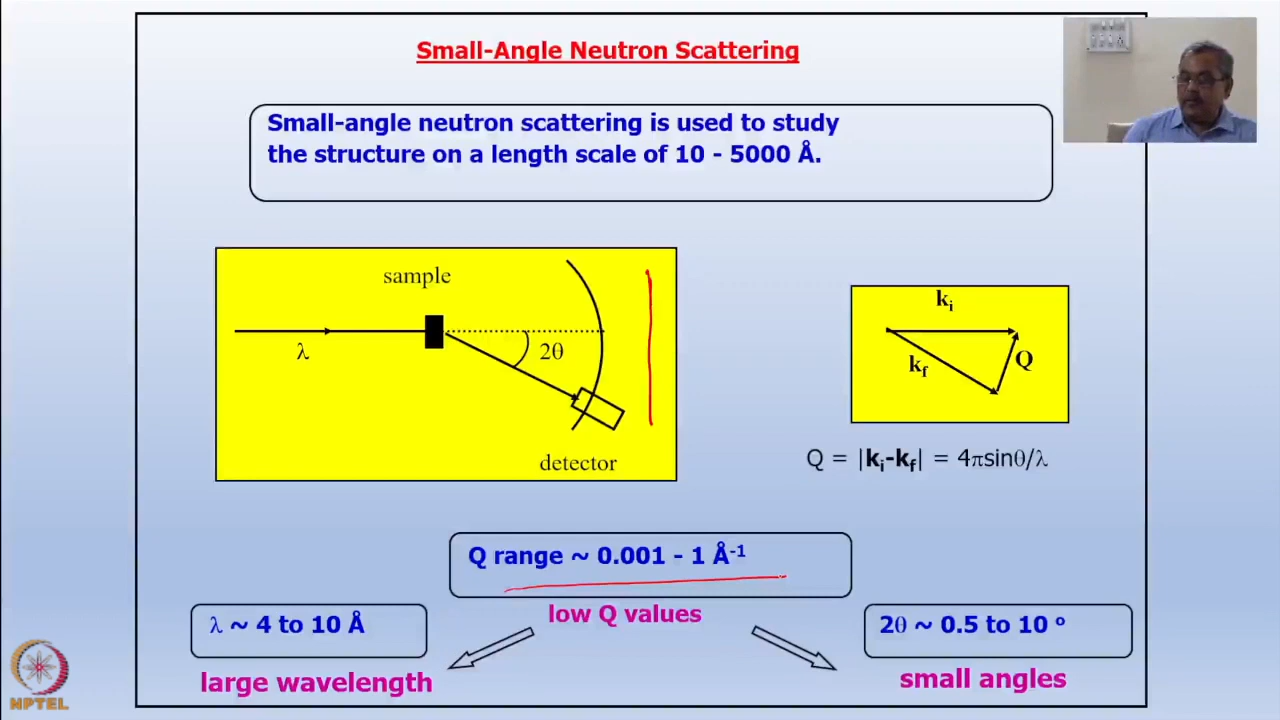 Small-Angle Neutron Scattering
Small-angle neutron scattering is used to study
the structure on a length scale of 10 - 5000 Å.
sample
λ
2θ
detector
kᵢ
k_f
Q
Q = |kᵢ-k_f| = 4πsinθ/λ
Q range ~ 0.001 - 1 Å⁻¹
low Q values
λ ~ 4 to 10 Å
large wavelength
2θ ~ 0.5 to 10 º
small angles
NPTEL